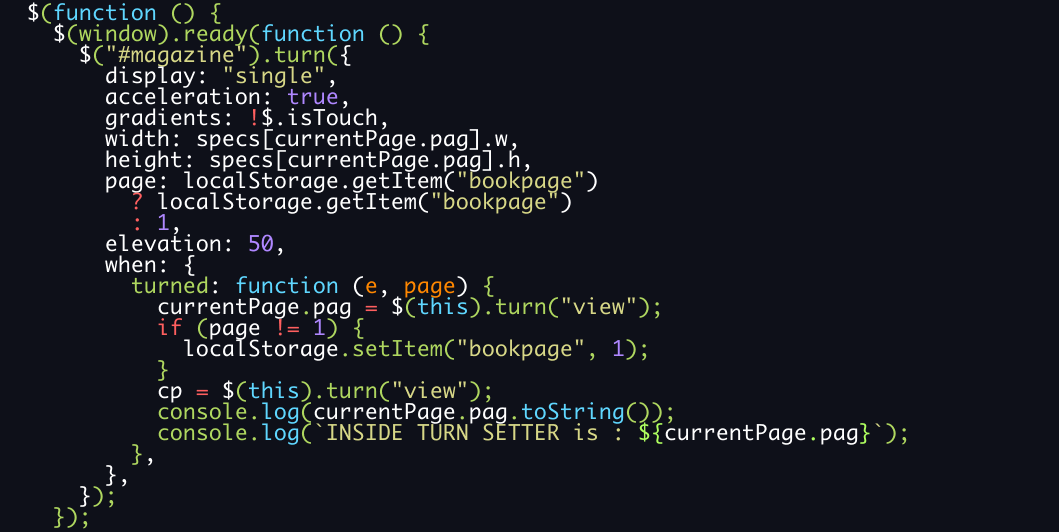 $(function () {
$(window).ready(function () {
$("#magazine").turn({
display: "single",
acceleration: true,
gradients: !$.isTouch,
width: specs[currentPage.pag].w,
height: specs[currentPage.pag].h,
page: localStorage.getItem("bookpage")
? localStorage.getItem("bookpage")
: 1,
elevation: 50,
when: {
turned: function (e, page) {
currentPage.pag = $(this).turn("view");
if (page != 1) {
localStorage.setItem("bookpage", 1);
}
cp = $(this).turn("view");
console.log(currentPage.pag.toString());
console.log(`INSIDE TURN SETTER is : ${currentPage.pag}`);
},
},
});
});